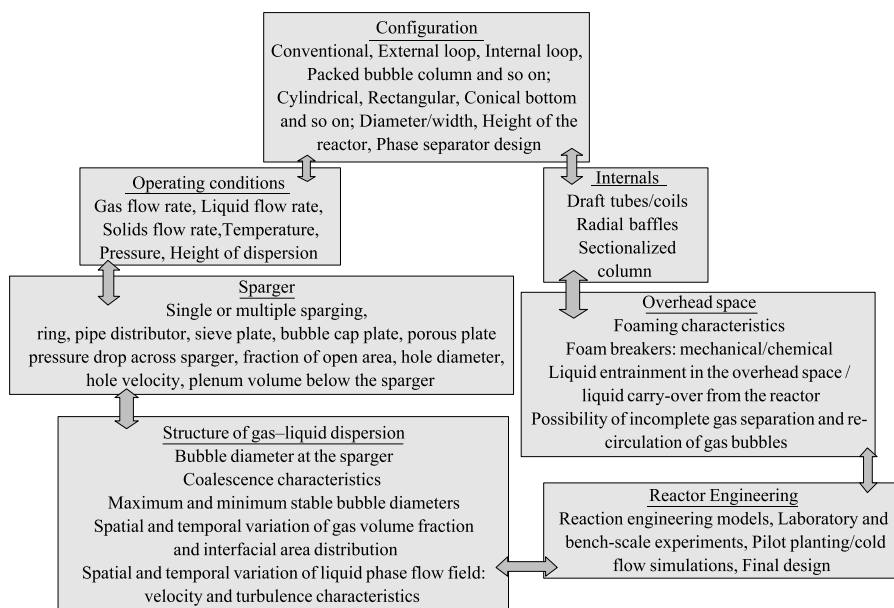 Configuration
Conventional, External loop, Internal loop,
Packed bubble column and so on;
Cylindrical, Rectangular, Conical bottom
and so on; Diameter/width, Height of the
reactor, Phase separator design
Operating conditions
Gas flow rate, Liquid flow rate,
Solids flow rate,Temperature,
Pressure, Height of dispersion
Internals
Draft tubes/coils
Radial baffles
Sectionalized
column
Sparger
Single or multiple sparging,
ring, pipe distributor, sieve plate, bubble cap plate, porous plate
pressure drop across sparger, fraction of open area, hole diameter,
hole velocity, plenum volume below the sparger
Overhead space
Foaming characteristics
Foam breakers: mechanical/chemical
Liquid entrainment in the overhead space /
liquid carry-over from the reactor
Possibility of incomplete gas separation and re-
circulation of gas bubbles
Structure of gas–liquid dispersion
Bubble diameter at the sparger
Coalescence characteristics
Maximum and minimum stable bubble diameters
Spatial and temporal variation of gas volume fraction
and interfacial area distribution
Spatial and temporal variation of liquid phase flow field:
velocity and turbulence characteristics
Reactor Engineering
Reaction engineering models, Laboratory and
bench-scale experiments, Pilot planting/cold
flow simulations, Final design